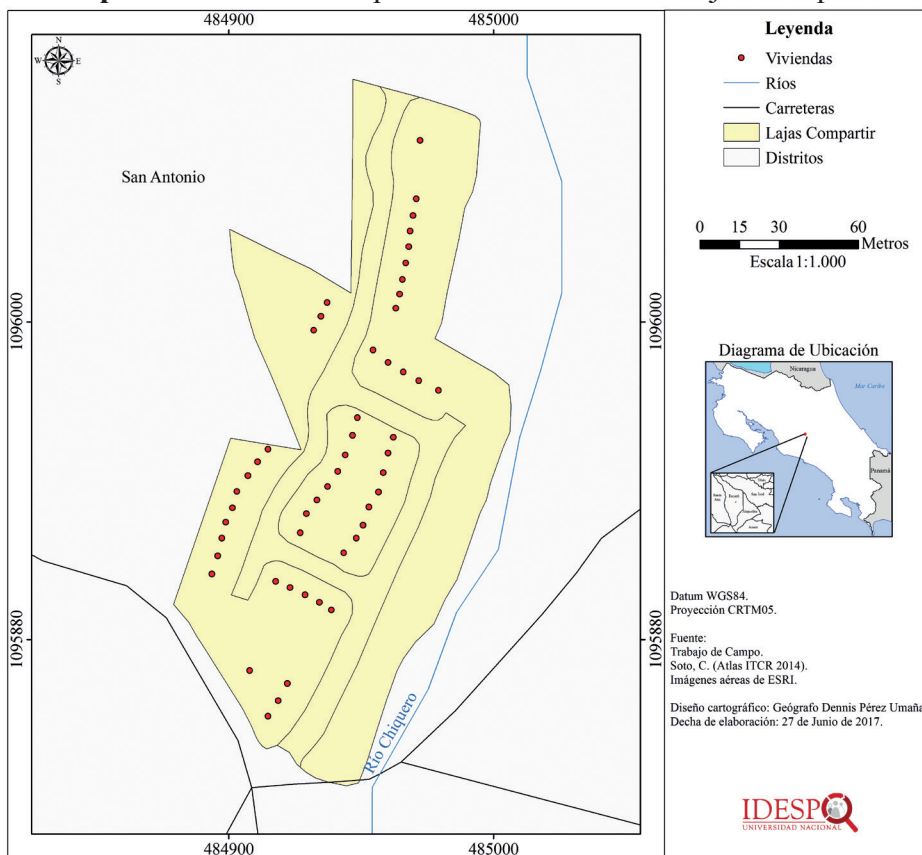 484900
485000
N
W
E
S
San Antonio
1096000
1096000
1095880
1095880
Río Chiquero
484900
485000
Leyenda
Viviendas
Ríos
Carreteras
Lajas Compartir
Distritos
0 15 30 60
Metros
Escala 1:1.000
Diagrama de Ubicación
Nicaragua
Mar Caribe
Panamá
Datum WGS84.
Proyección CRTM05.
Fuente:
Trabajo de Campo.
Soto, C. (Atlas ITCR 2014).
Imágenes aéreas de ESRI.
Diseño cartográfico: Geógrafo Dennis Pérez Umaña
Decha de elaboración: 27 de Junio de 2017.
IDESPO
UNIVERSIDAD NACIONAL